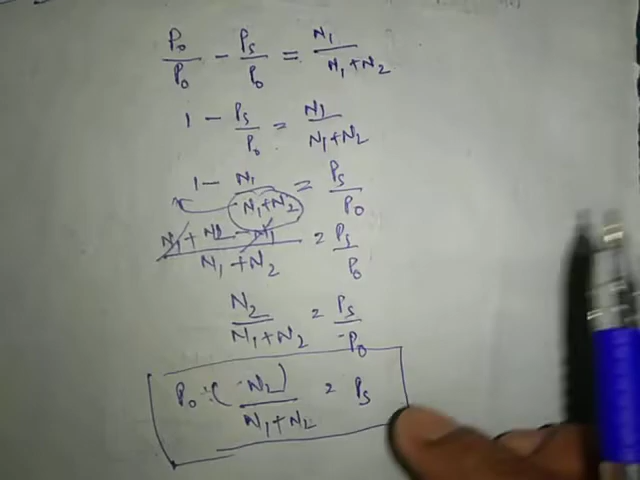 P₀/P₀ - Ps/P₀ = N₁/N₁+N₂
1 - Ps/P₀ = N₁/N₁+N₂
1 - N₁/N₁+N₂ = Ps/P₀
N₁+N₂-N₁/N₁+N₂ = Ps/P₀
N₂/N₁+N₂ = Ps/P₀
P₀·(N₂)/N₁+N₂ = Ps